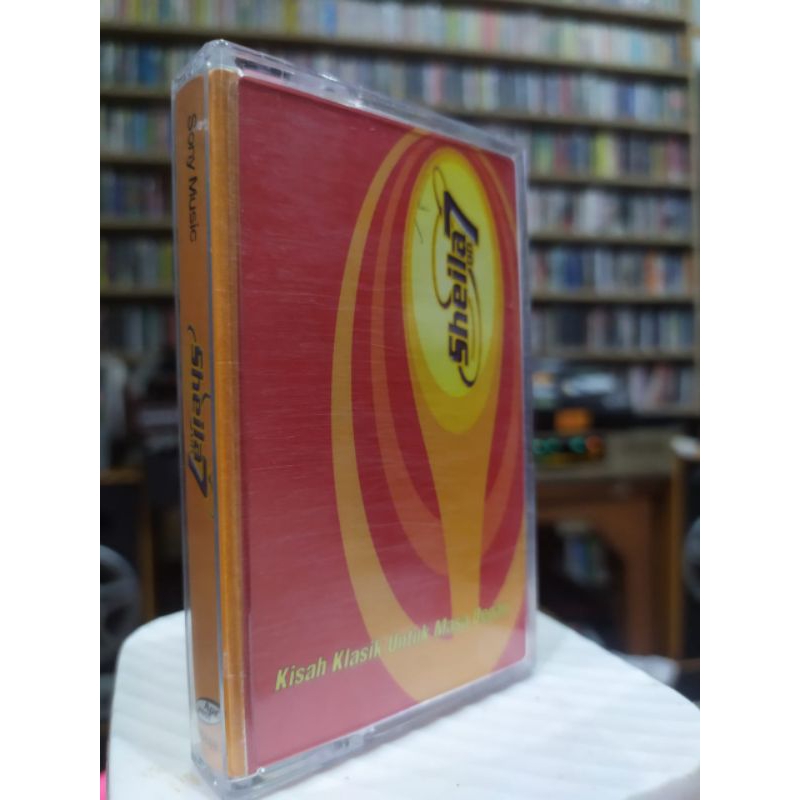 Sony Music
Sheila on 7
Sheila on 7
Kisah Klasik Untuk Masa Depan